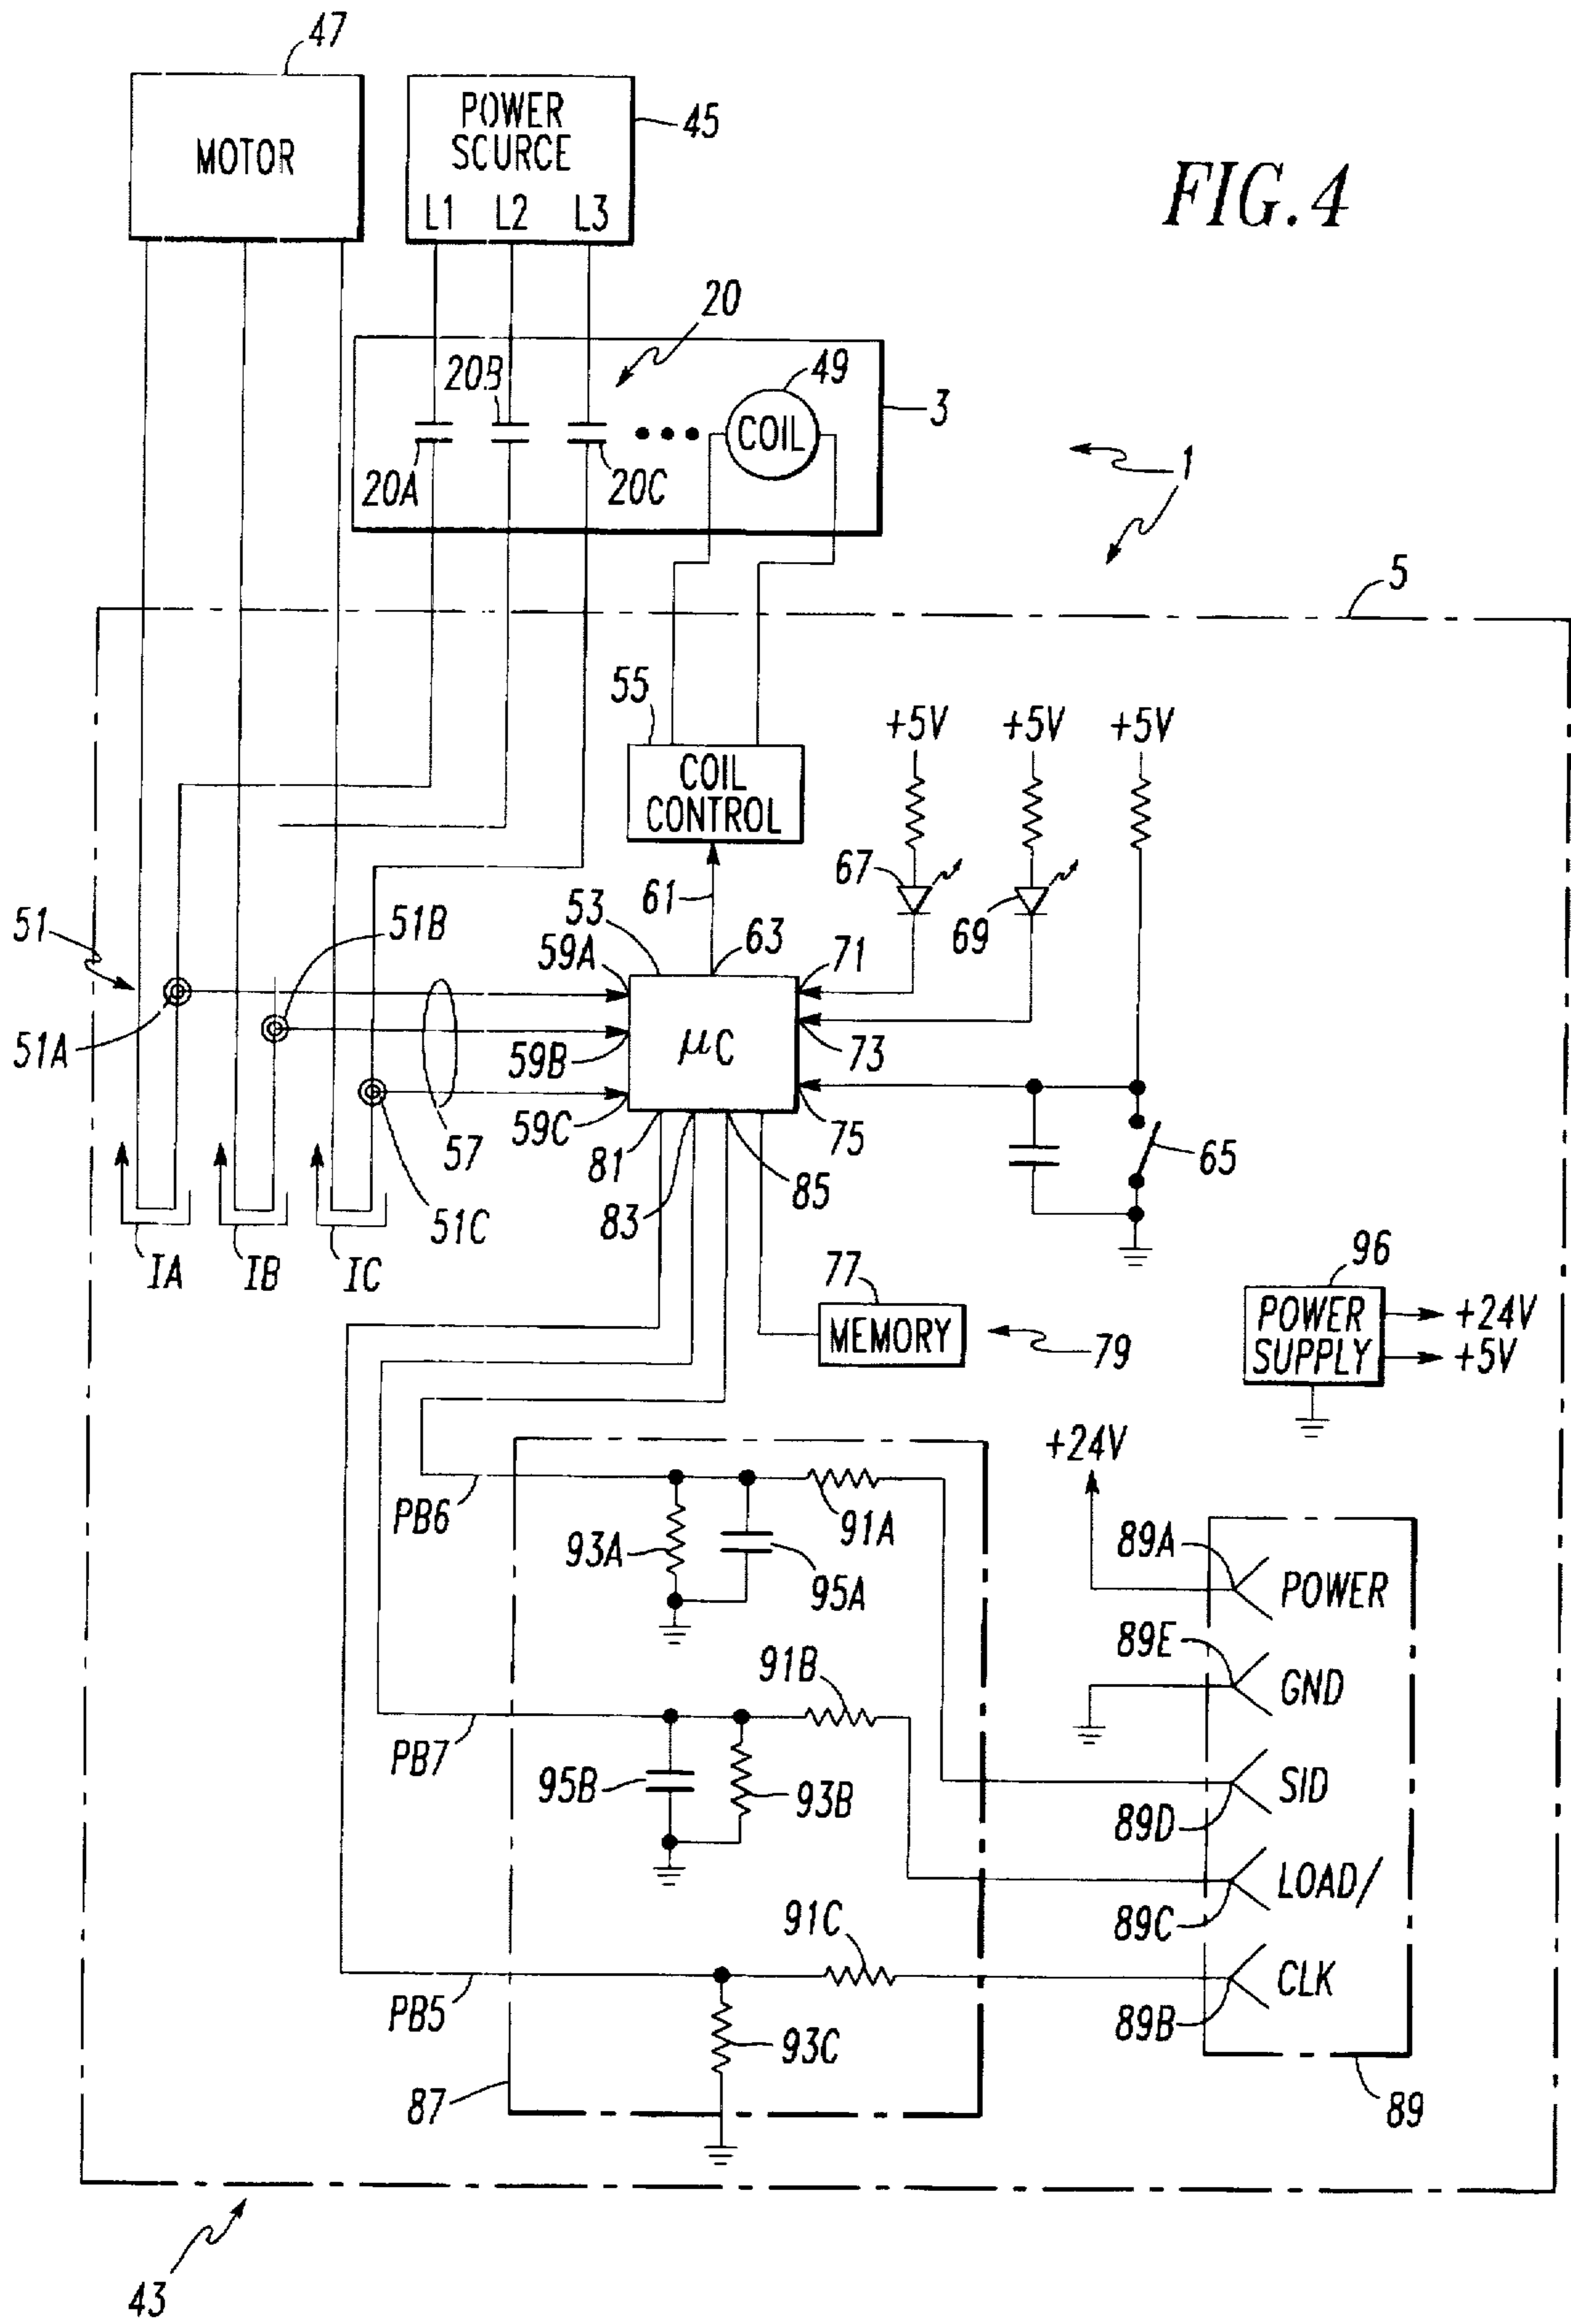 47
MOTOR
POWER
SCURCE
45
L1 L2 L3
FIG. 4
20
20B
49
COIL
3
20A
20C
1
5
55
COIL
CONTROL
+5V +5V +5V
67
69
61
51
51B
53
63
59A
71
51A
59B
μC
73
59C
75
57
81
65
85
83
51C
IA IB IC
77
MEMORY
79
96
POWER
SUPPLY
+24V
+5V
+24V
PB6
93A
91A
95A
89A
POWER
89E
GND
91B
PB7
95B
93B
SID
89D
LOAD/
89C
91C
CLK
PB5
89B
93C
87
89
43